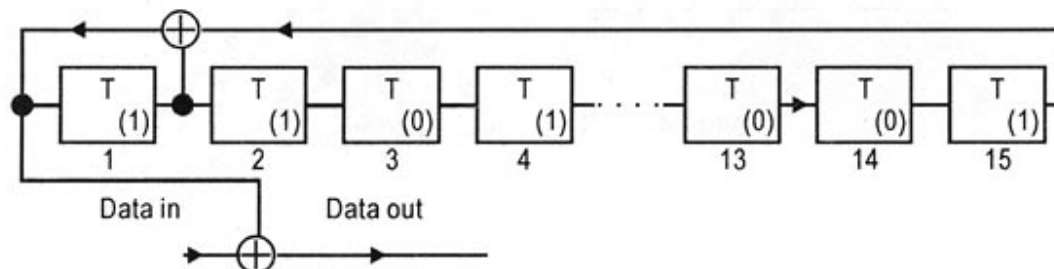 T T T T T T T
(1) (1) (0) (1) (0) (0) (1)
1 2 3 4 13 14 15
Data in Data out